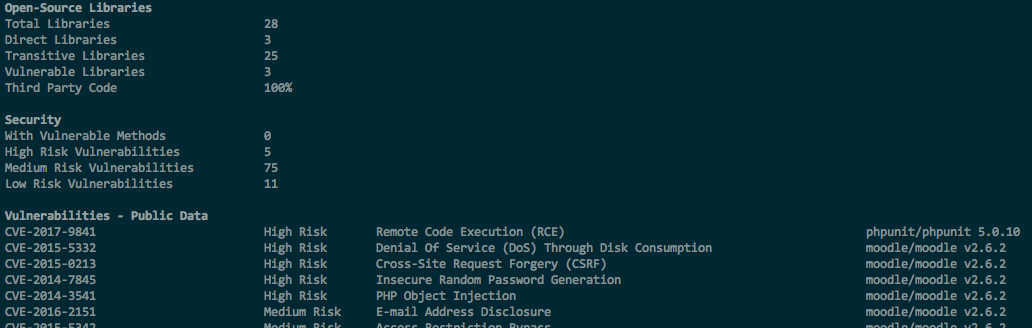 Open-Source Libraries
Total Libraries 28
Direct Libraries 3
Transitive Libraries 25
Vulnerable Libraries 3
Third Party Code 100%
Security
With Vulnerable Methods 0
High Risk Vulnerabilities 5
Medium Risk Vulnerabilities 75
Low Risk Vulnerabilities 11
Vulnerabilities - Public Data
CVE-2017-9841 High Risk Remote Code Execution (RCE) phpunit/phpunit 5.0.10
CVE-2015-5332 High Risk Denial Of Service (DoS) Through Disk Consumption moodle/moodle v2.6.2
CVE-2015-0213 High Risk Cross-Site Request Forgery (CSRF) moodle/moodle v2.6.2
CVE-2014-7845 High Risk Insecure Random Password Generation moodle/moodle v2.6.2
CVE-2014-3541 High Risk PHP Object Injection moodle/moodle v2.6.2
CVE-2016-2151 Medium Risk E-mail Address Disclosure moodle/moodle v2.6.2
CVE-2015-5342 Medium Risk Access Restriction Bypass moodle/moodle v2.6.2